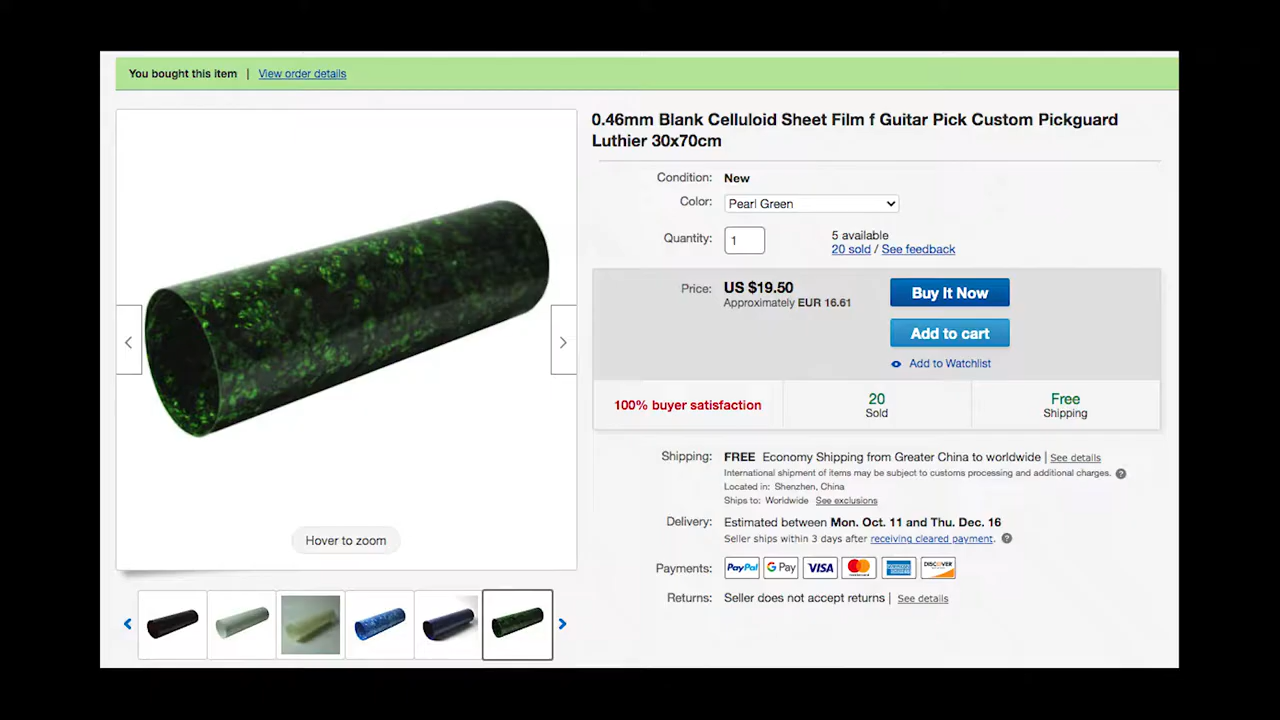 You bought this item | View order details
0.46mm Blank Celluloid Sheet Film f Guitar Pick Custom Pickguard
Luthier 30x70cm
Condition: New
Color: Pearl Green
Quantity: 1
5 available
20 sold / See feedback
Price: US $19.50
Approximately EUR 16.61
Buy It Now
Add to cart
Add to Watchlist
100% buyer satisfaction
20
Sold
Free
Shipping
Shipping: FREE Economy Shipping from Greater China to worldwide | See details
International shipment of items may be subject to customs processing and additional charges. ?
Located in: Shenzhen, China
Ships to: Worldwide See exclusions
Delivery: Estimated between Mon. Oct. 11 and Thu. Dec. 16
Seller ships within 3 days after receiving cleared payment. ?
Payments: PayPal G Pay VISA MasterCard AMERICAN EXPRESS DISCOVER
Returns: Seller does not accept returns | See details
Hover to zoom